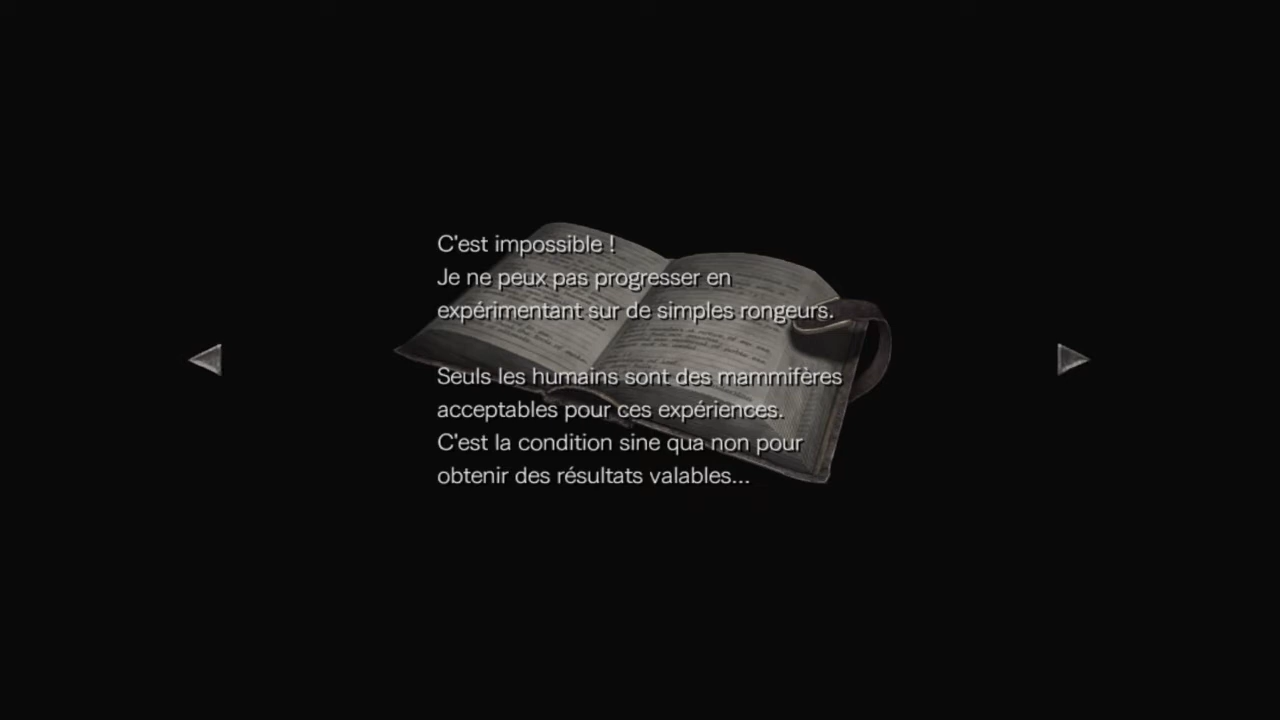 C'est impossible !
Je ne peux pas progresser en
expérimentant sur de simples rongeurs.
Seuls les humains sont des mammifères
acceptables pour ces expériences.
C'est la condition sine qua non pour
obtenir des résultats valables...